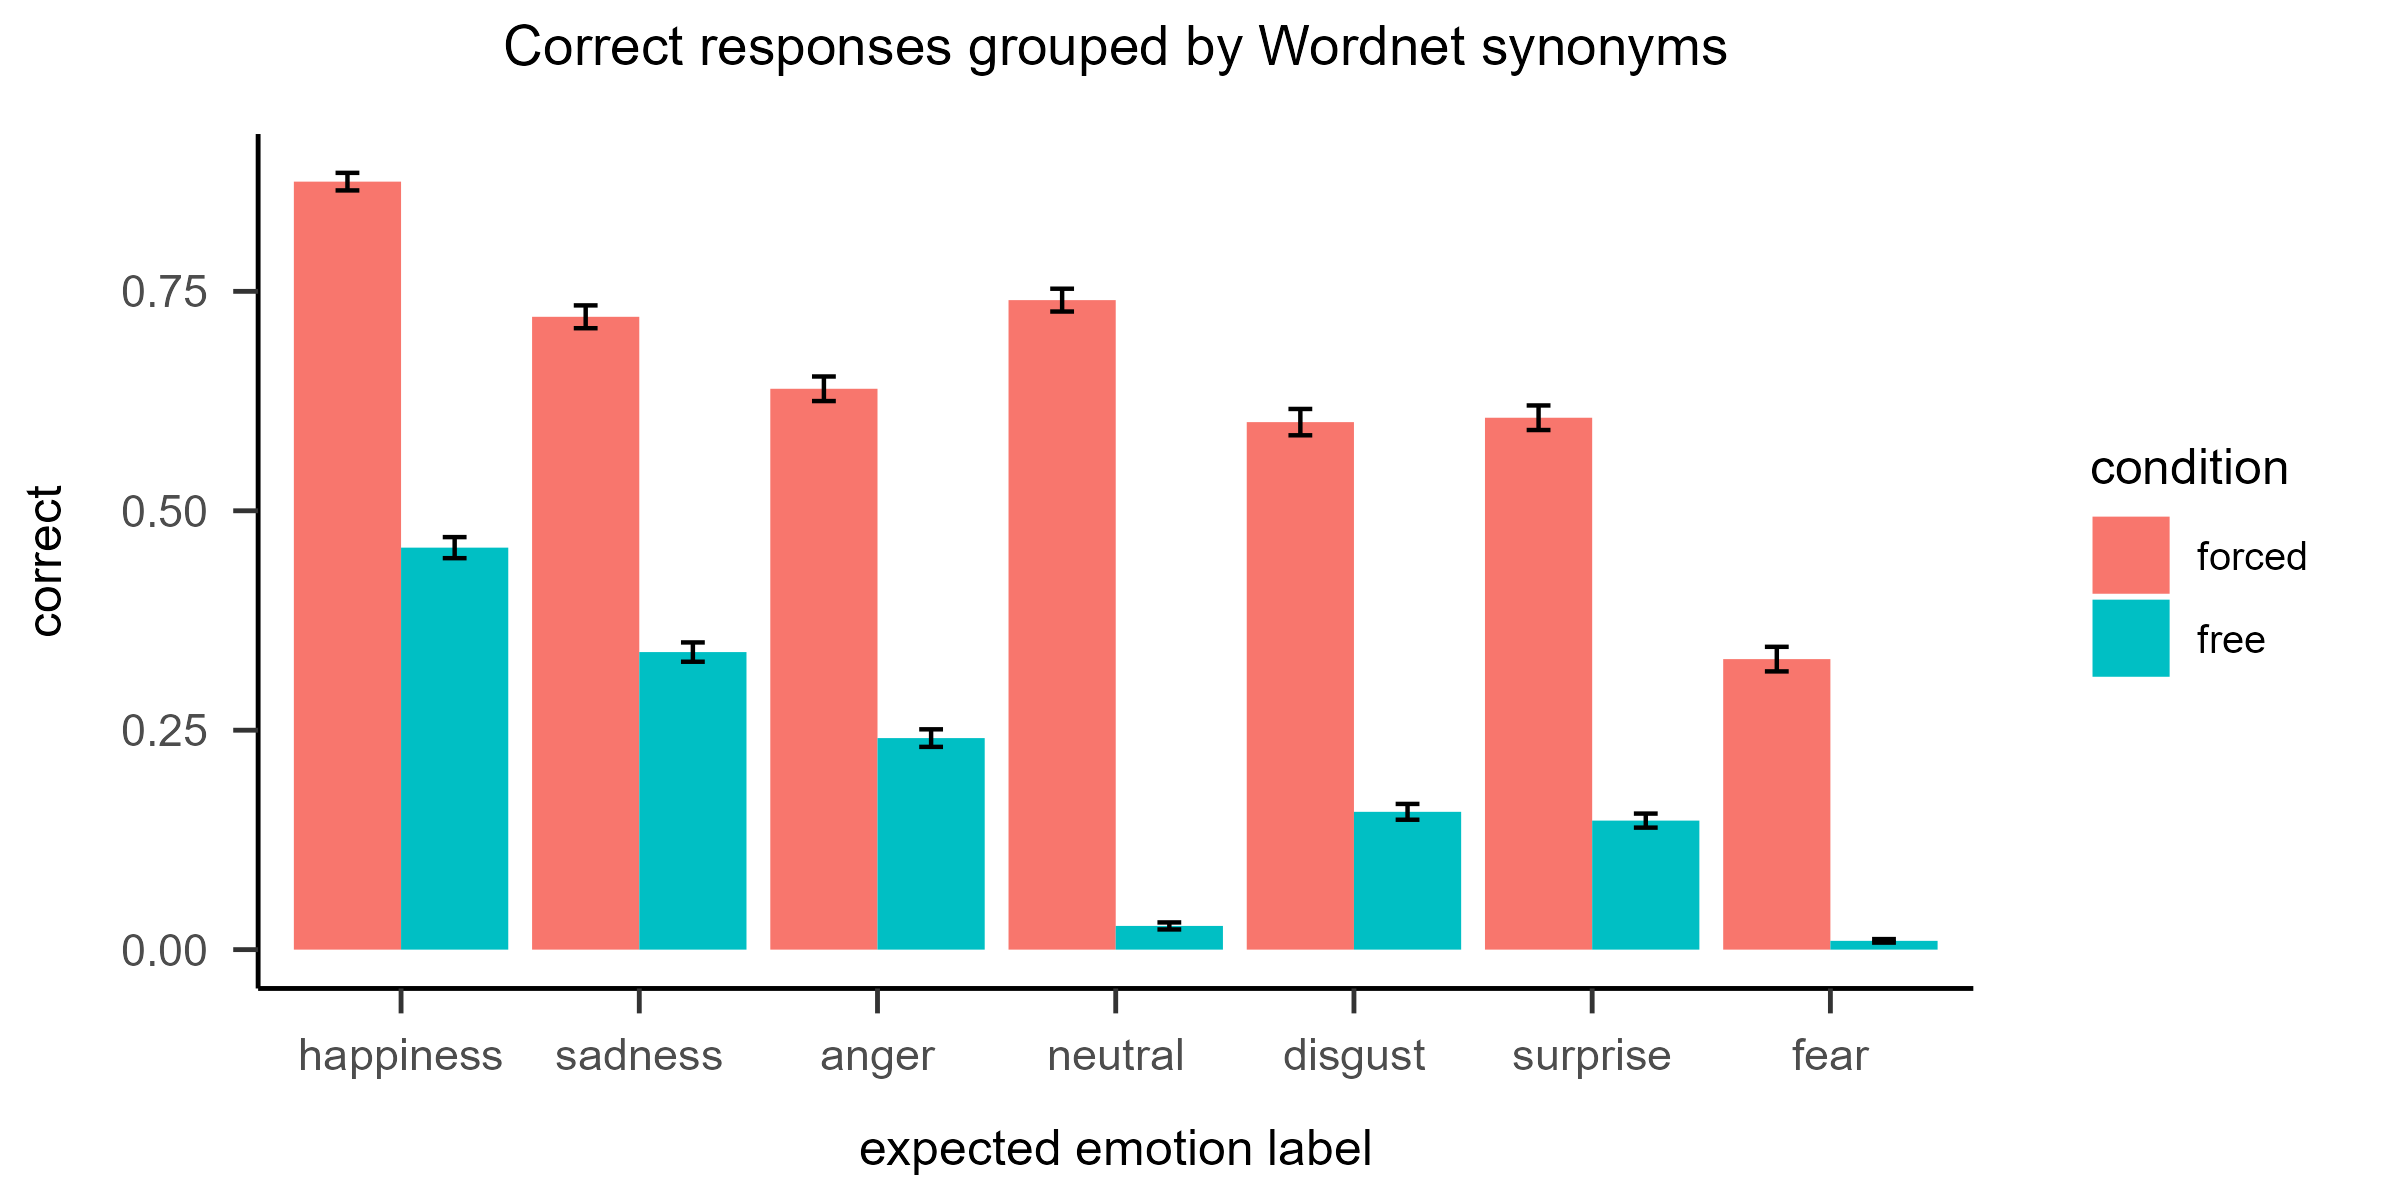 Correct responses grouped by Wordnet synonyms
correct
0.75
0.50
0.25
0.00
happiness sadness anger neutral disgust surprise fear
expected emotion label
condition
forced
free